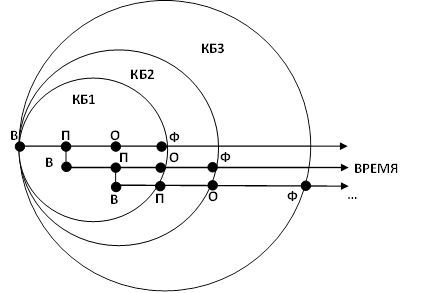 КБ3
КБ2
КБ1
В П О Ф
В П О Ф
ВРЕМЯ
В П О Ф
...